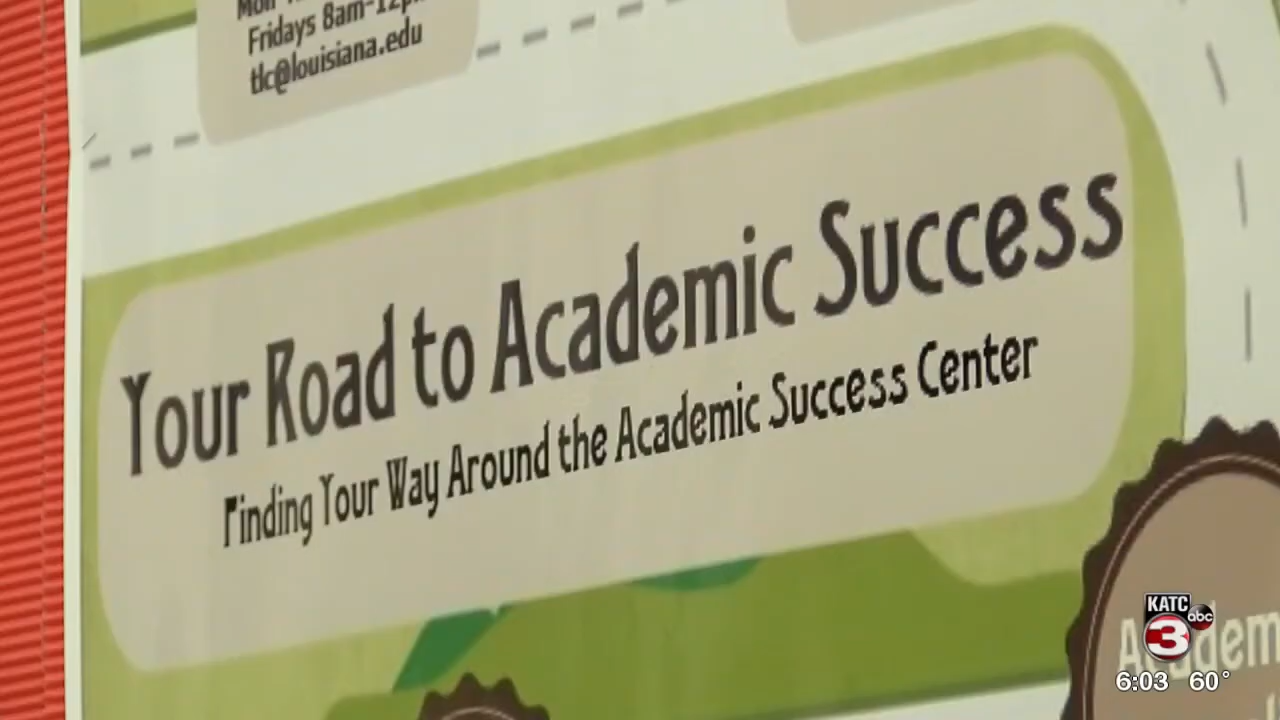 Fridays 8am-12pm
tlc@louisiana.edu
Your Road to Academic Success
Finding Your Way Around the Academic Success Center
KATC
abc
3
6:03 60°